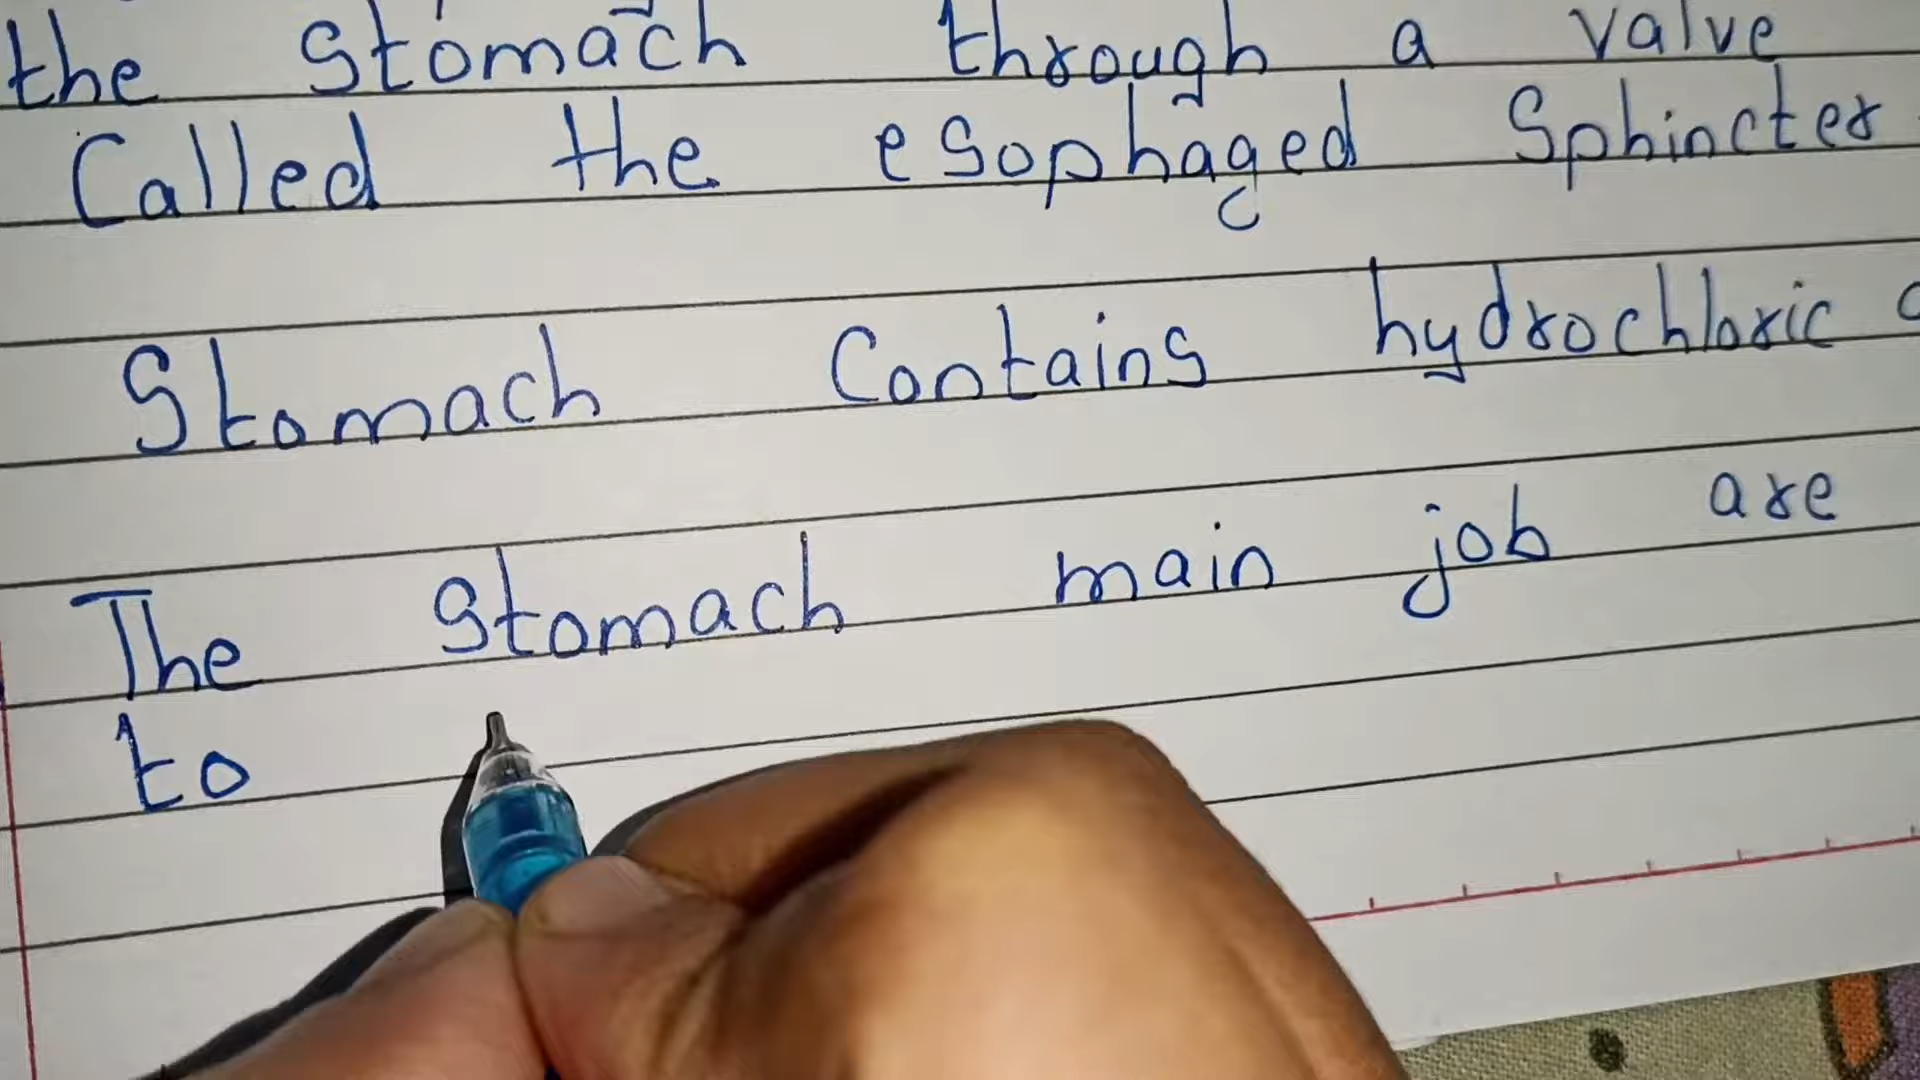 the stomach through a valve
Called the esophaged Sphincter.
Stomach Contains hydrochloric
The stomach main job are
to